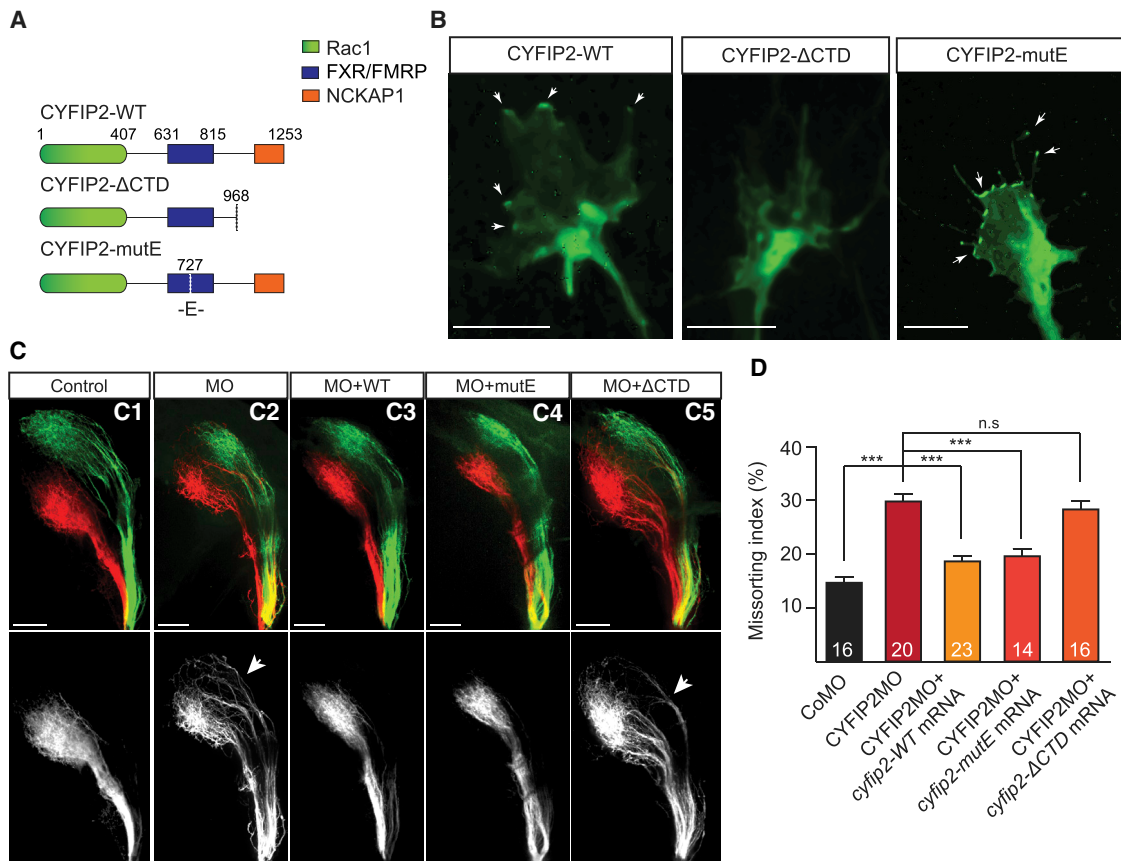 A
Rac1
FXR/FMRP
NCKAP1
CYFIP2-WT
1 407 631 815 1253
CYFIP2-ΔCTD
968
CYFIP2-mutE
727
-E-
B
CYFIP2-WT CYFIP2-ΔCTD CYFIP2-mutE
C
Control MO MO+WT MO+mutE MO+ΔCTD
C1 C2 C3 C4 C5
D
n.s
***
*** ***
Missorting index (%)
40
30
20
10
16 20 23 14 16
CoMO
CYFIP2MO
CYFIP2MO+
cyfip2-WT mRNA
CYFIP2MO+
cyfip2-mutE mRNA
CYFIP2MO+
cyfip2-ΔCTD mRNA